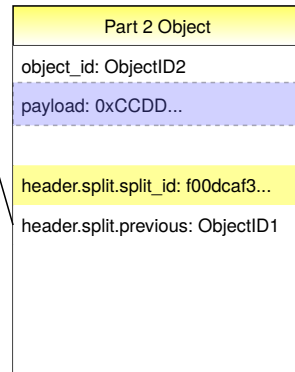 Part 2 Object
object_id: ObjectID2
payload: 0xCCDD...
header.split.split_id: f00dcaf3...
header.split.previous: ObjectID1